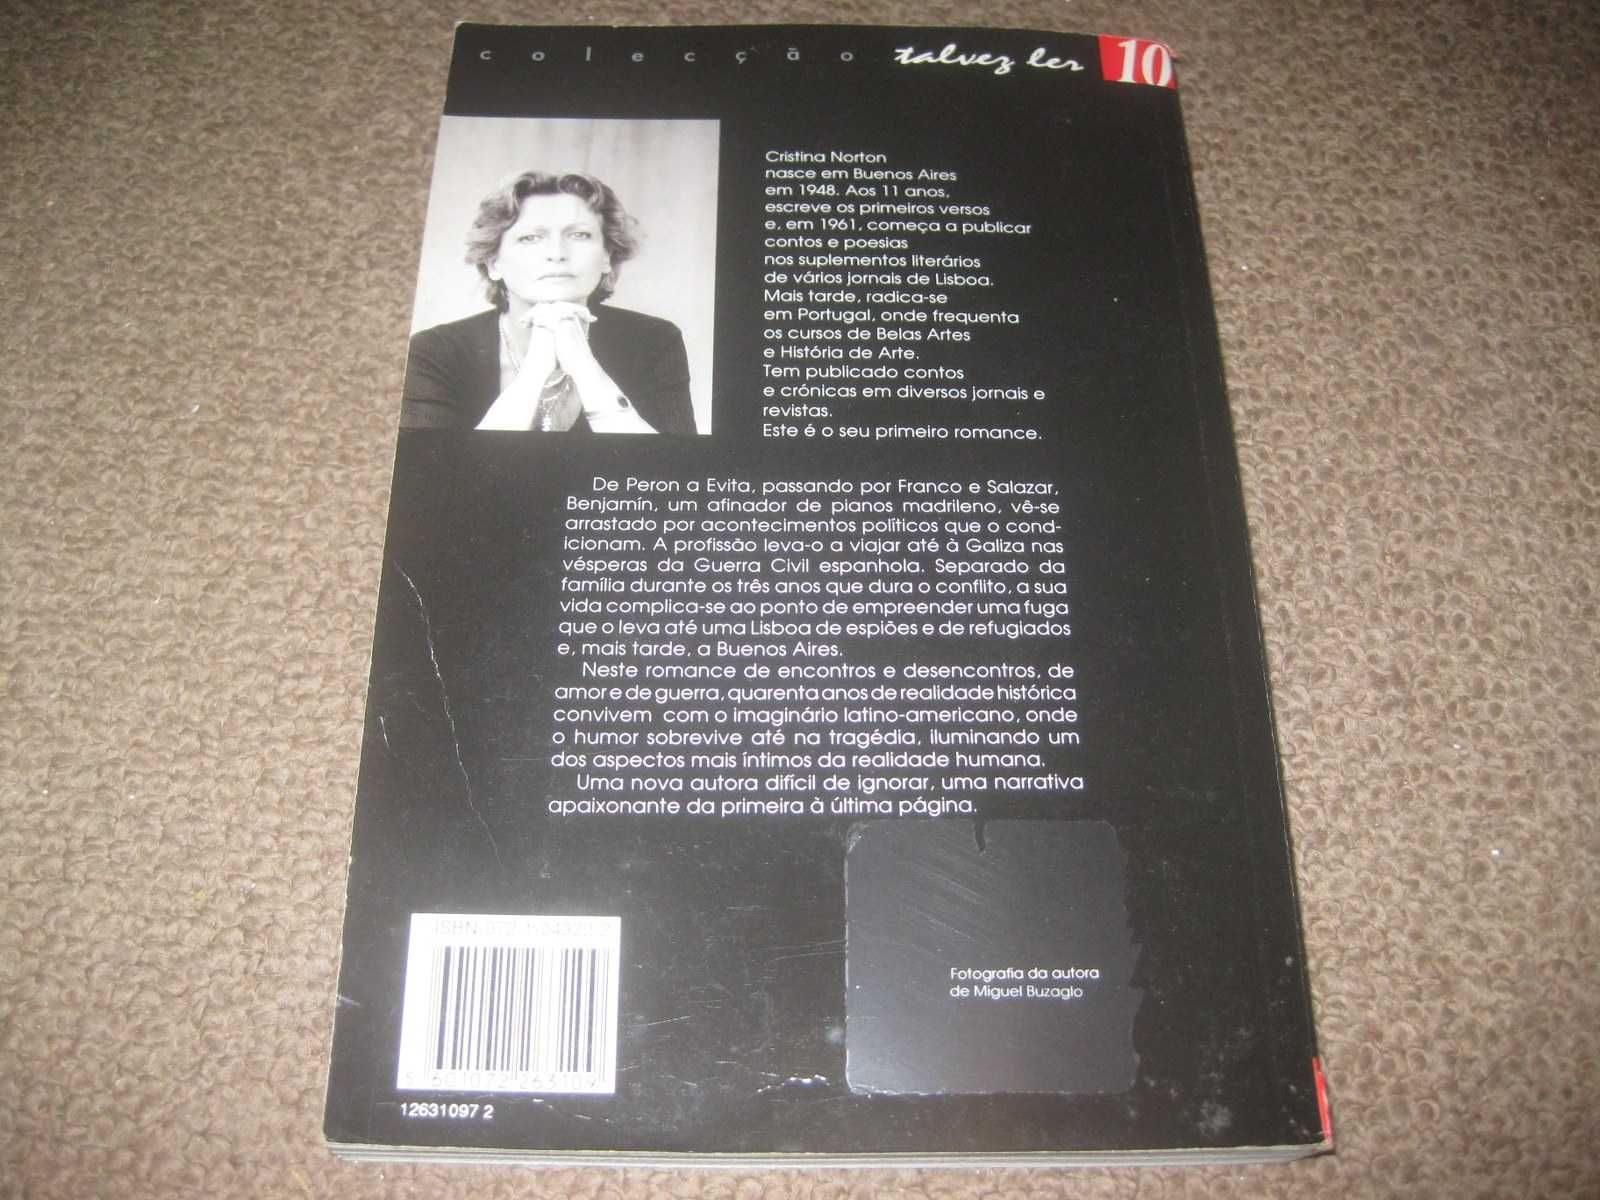 colecção talvez ler 10
Cristina Norton
nasce em Buenos Aires
em 1948. Aos 11 anos,
escreve os primeiros versos
e, em 1961, começa a publicar
contos e poesias
nos suplementos literários
de vários jornais de Lisboa.
Mais tarde, radica-se
em Portugal, onde frequenta
os cursos de Belas Artes
e História de Arte.
Tem publicado contos
e crónicas em diversos jornais e
revistas.
Este é o seu primeiro romance.
De Peron a Evita, passando por Franco e Salazar,
Benjamín, um afinador de pianos madrileno, vê-se
arrastado por acontecimentos políticos que o cond-
icionam. A profissão leva-o a viajar até à Galiza nas
vésperas da Guerra Civil espanhola. Separado da
família durante os três anos que dura o conflito, a sua
vida complica-se ao ponto de empreender uma fuga
que o leva até uma Lisboa de espiões e de refugiados
e, mais tarde, a Buenos Aires.
Neste romance de encontros e desencontros, de
amor e de guerra, quarenta anos de realidade histórica
convivem com o imaginário latino-americano, onde
o humor sobrevive até na tragédia, iluminando um
dos aspectos mais íntimos da realidade humana.
Uma nova autora difícil de ignorar, uma narrativa
apaixonante da primeira à última página.
Fotografia da autora
de Miguel Buzaglo
ISBN 972-1-04322-2
5 601072 263109
12631097 2